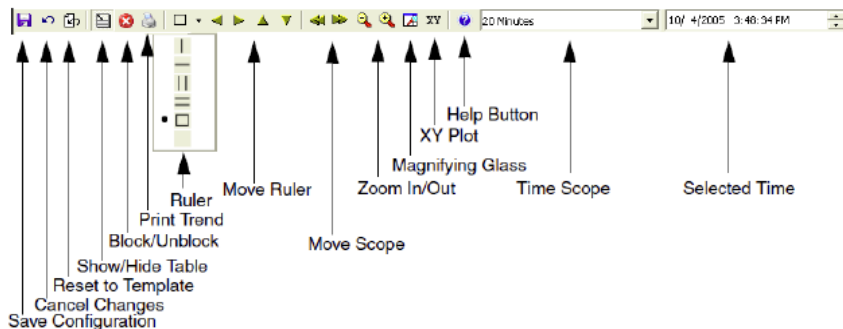 XY
20 Minutes
10/ 4/2005 3:48:34 PM
Help Button
XY Plot
Magnifying Glass
Ruler
Move Ruler
Zoom In/Out
Time Scope
Selected Time
Print Trend
Block/Unblock
Move Scope
Show/Hide Table
Reset to Template
Cancel Changes
Save Configuration